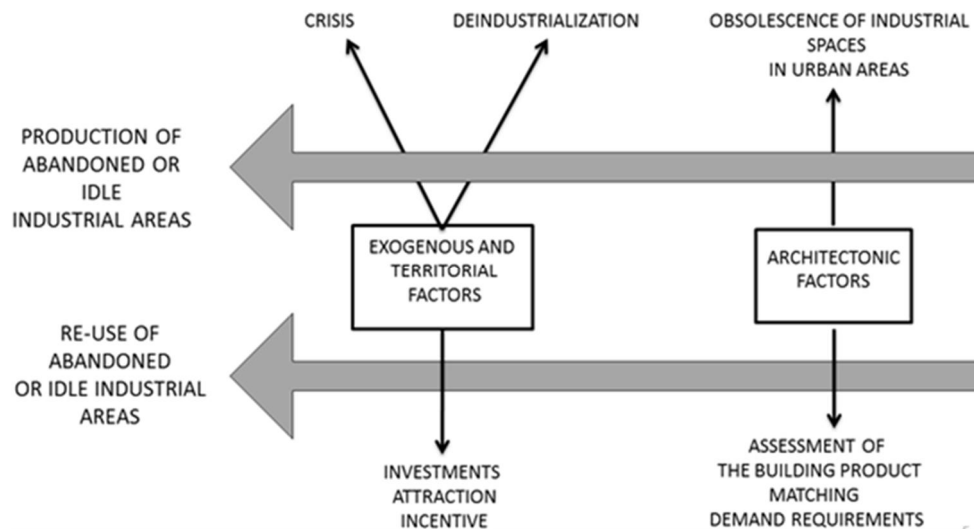 CRISIS
DEINDUSTRIALIZATION
OBSOLESCENCE OF INDUSTRIAL
SPACES
IN URBAN AREAS
PRODUCTION OF
ABANDONED OR
IDLE
INDUSTRIAL AREAS
EXOGENOUS AND
TERRITORIAL
FACTORS
ARCHITECTONIC
FACTORS
RE-USE OF
ABANDONED
OR IDLE INDUSTRIAL
AREAS
INVESTMENTS
ATTRACTION
INCENTIVE
ASSESSMENT OF
THE BUILDING PRODUCT
MATCHING
DEMAND REQUIREMENTS